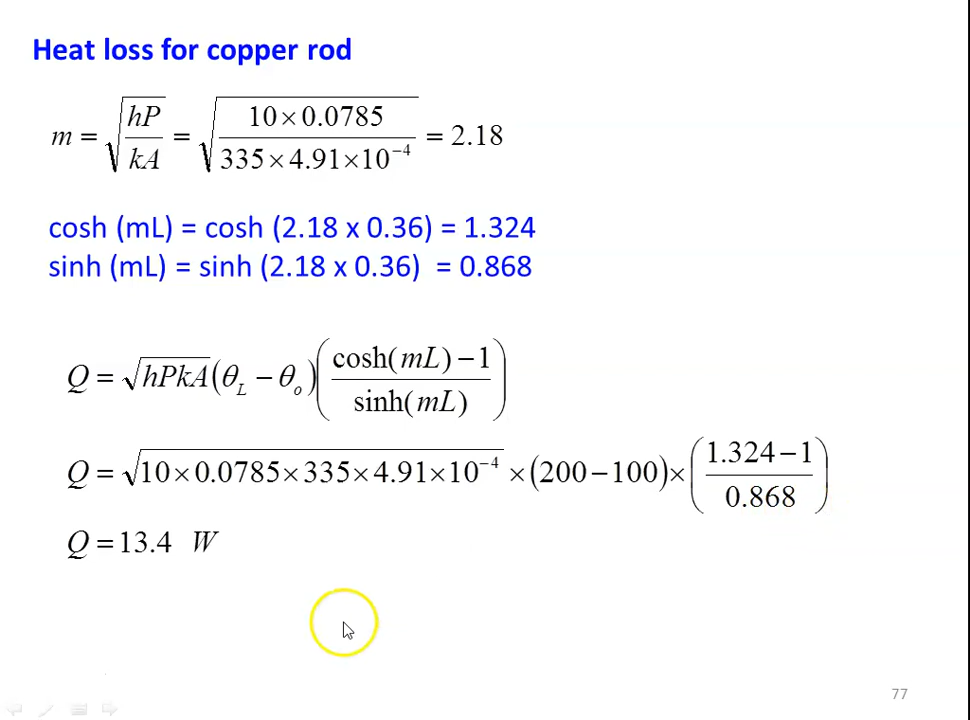 Heat loss for copper rod
m = √(hP/kA) = √((10 × 0.0785)/(335 × 4.91 × 10⁻⁴)) = 2.18
cosh (mL) = cosh (2.18 x 0.36) = 1.324
sinh (mL) = sinh (2.18 x 0.36) = 0.868
Q = √(hPkA) (θ_L − θ_o) ((cosh(mL) − 1)/(sinh(mL)))
Q = √(10 × 0.0785 × 335 × 4.91 × 10⁻⁴) × (200 − 100) × ((1.324 − 1)/0.868)
Q = 13.4 W
77